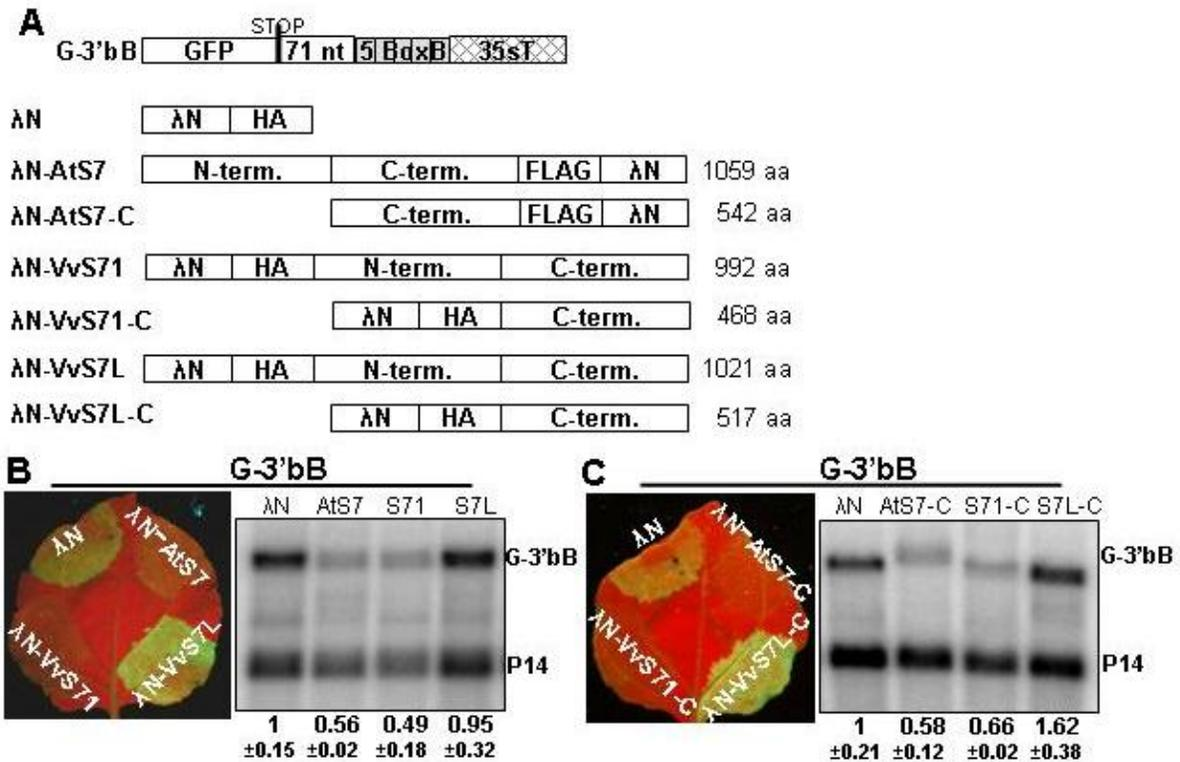 A
STOP
G-3'bB GFP 71 nt 5 BoxB 35sT
λN λN HA
λN-AtS7 N-term. C-term. FLAG λN 1059 aa
λN-AtS7-C C-term. FLAG λN 542 aa
λN-VvS71 λN HA N-term. C-term. 992 aa
λN-VvS71-C λN HA C-term. 468 aa
λN-VvS7L λN HA N-term. C-term. 1021 aa
λN-VvS7L-C λN HA C-term. 517 aa
B G-3'bB
λN AtS7 S71 S7L
λN
λN-AtS7
λN-VvS71
λN-VvS7L
G-3'bB
P14
1 0.56 0.49 0.95
±0.15 ±0.02 ±0.18 ±0.32
C G-3'bB
λN AtS7-C S71-C S7L-C
λN
λN-AtS7-C
λN-VvS71-C
λN-VvS7L-C
G-3'bB
P14
1 0.58 0.66 1.62
±0.21 ±0.12 ±0.02 ±0.38